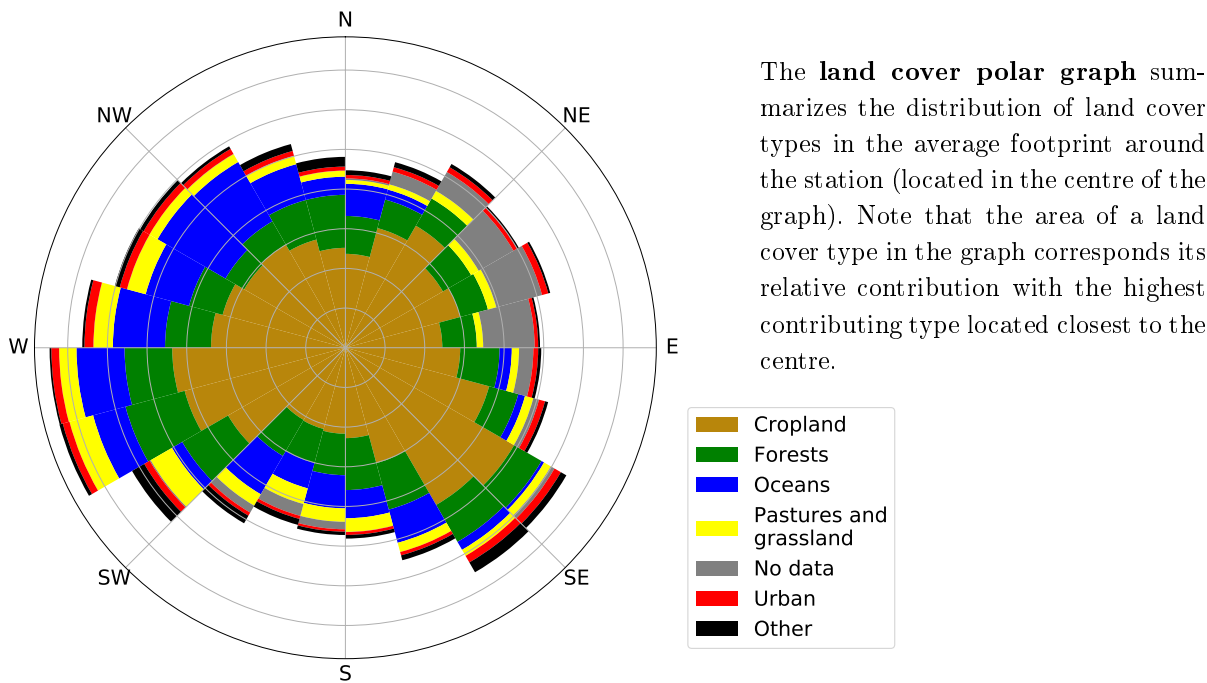 N
NW
NE
W
E
SW
SE
S
The land cover polar graph sum-
marizes the distribution of land cover
types in the average footprint around
the station (located in the centre of the
graph). Note that the area of a land
cover type in the graph corresponds its
relative contribution with the highest
contributing type located closest to the
centre.
Cropland
Forests
Oceans
Pastures and
grassland
No data
Urban
Other